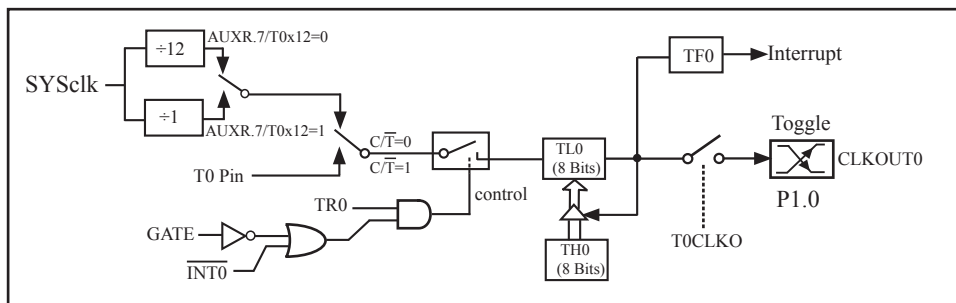 AUXR.7/T0x12=0
÷12
SYSclk
÷1
AUXR.7/T0x12=1
T0 Pin
C/T̅=0
C/T̅=1
TR0
GATE
I̅N̅T̅0̅
control
TL0
(8 Bits)
TH0
(8 Bits)
TF0
Interrupt
Toggle
CLKOUT0
P1.0
T0CLKO